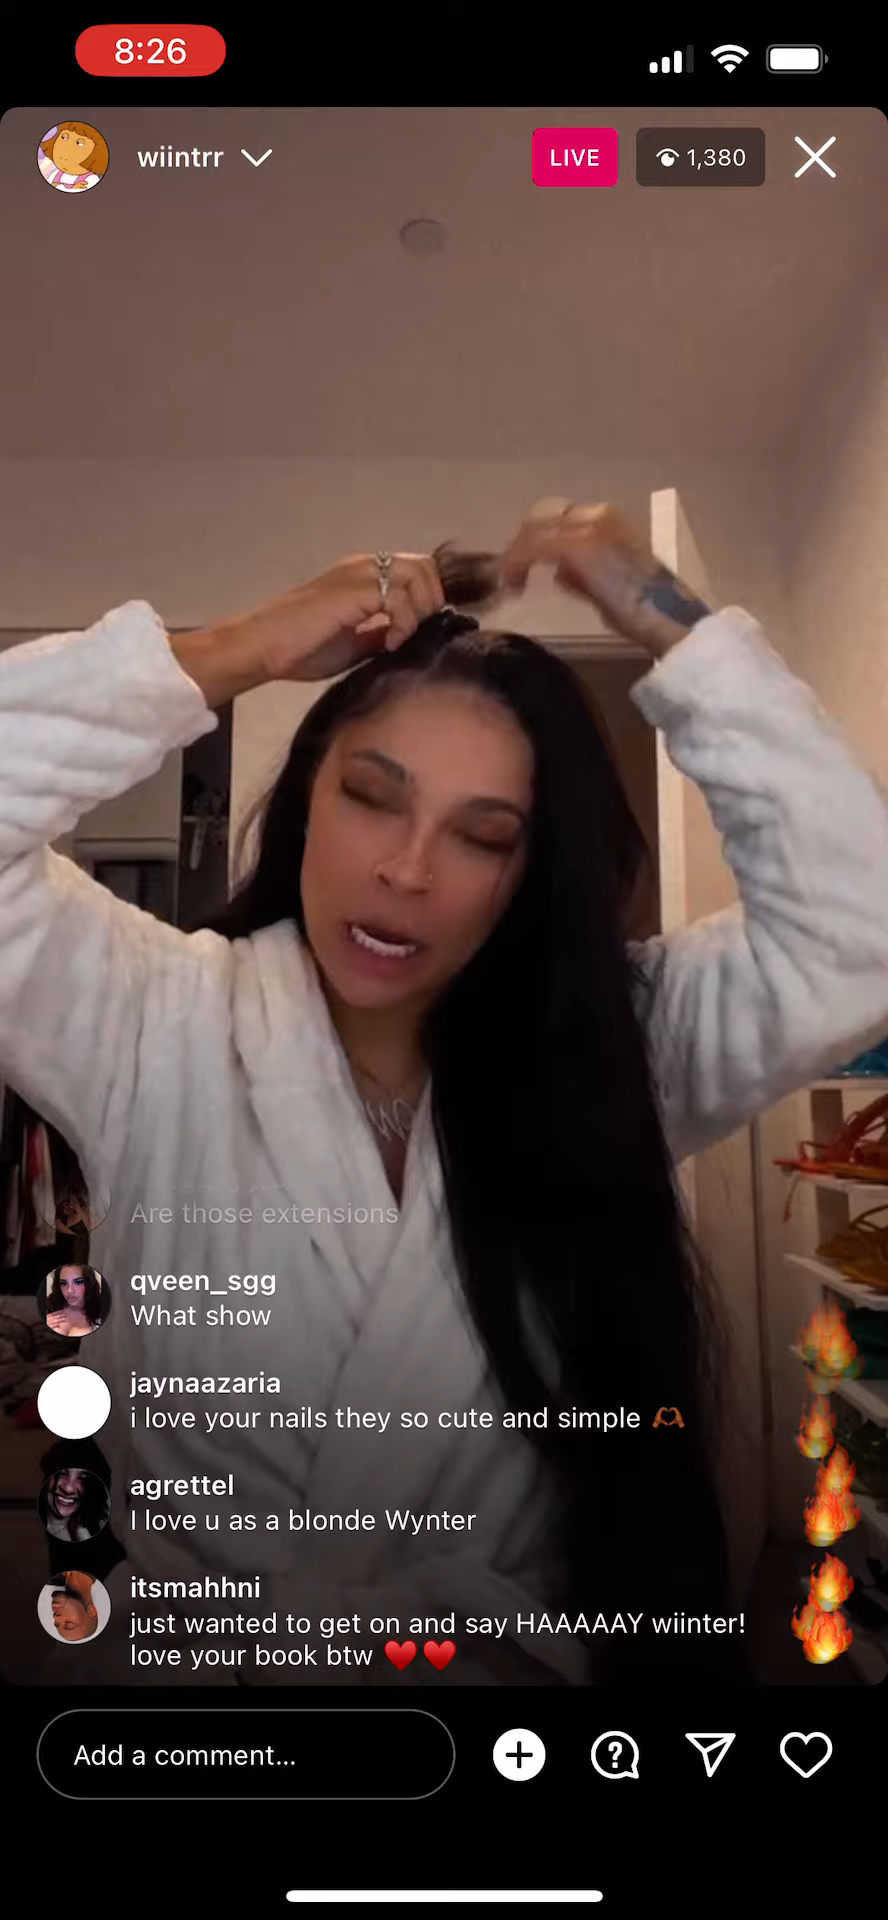 8:26
wiintrr
LIVE
1,380
Are those extensions
qveen_sgg
What show
jaynaazaria
i love your nails they so cute and simple 🫶🏾
agrettel
I love u as a blonde Wynter
itsmahhni
just wanted to get on and say HAAAAAY wiinter!
love your book btw ❤️❤️
Add a comment...